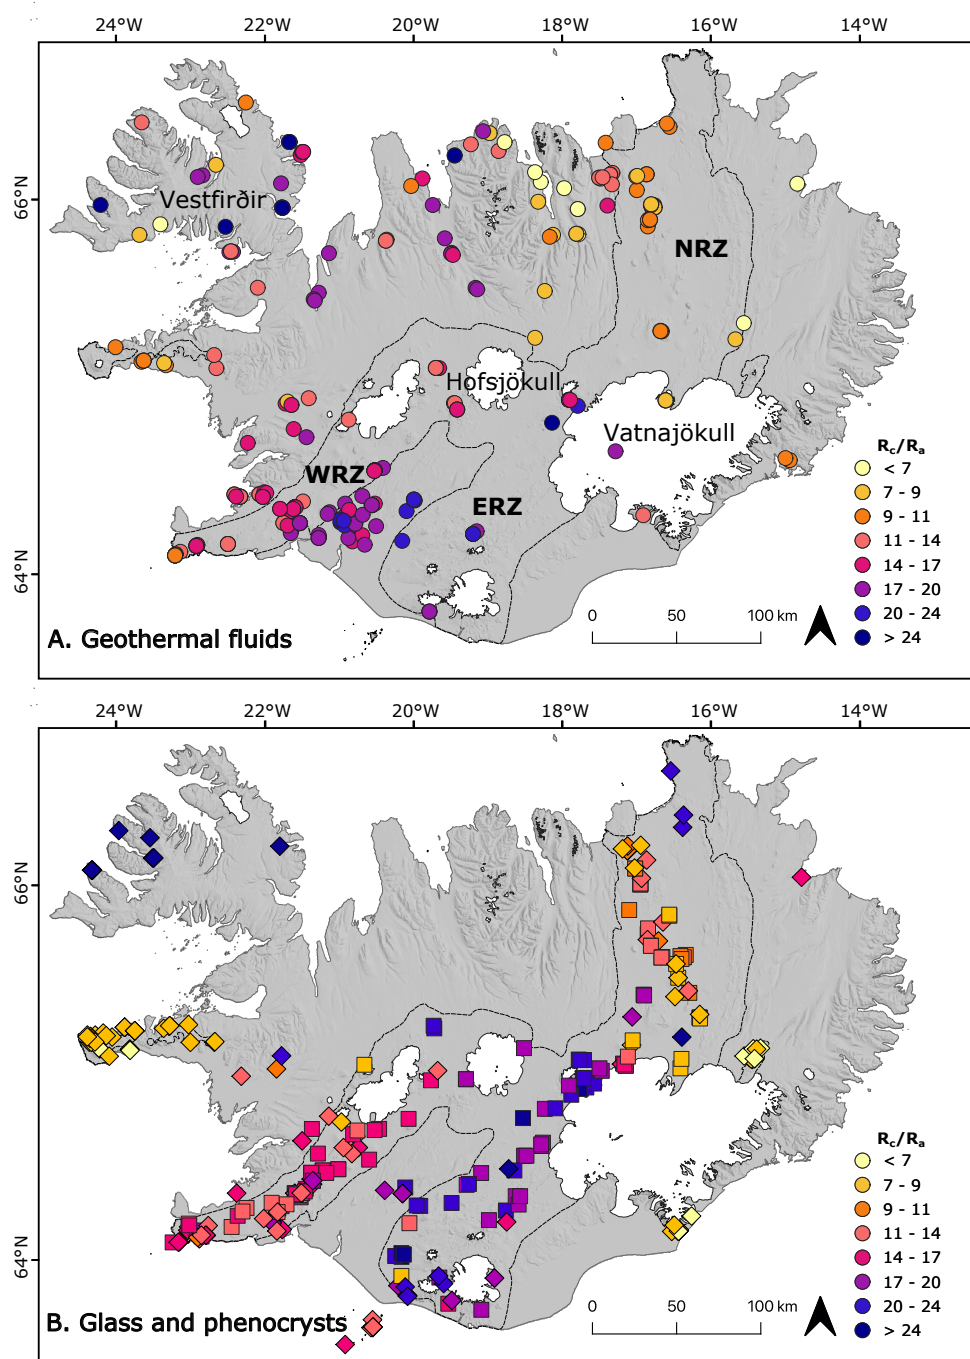 24°W 22°W 20°W 18°W 16°W 14°W
66°N
64°N
Vestfirðir
NRZ
Hofsjökull
Vatnajökull
WRZ
ERZ
Rc/Ra
< 7
7 - 9
9 - 11
11 - 14
14 - 17
17 - 20
20 - 24
> 24
0 50 100 km
A. Geothermal fluids
24°W 22°W 20°W 18°W 16°W 14°W
66°N
64°N
Rc/Ra
< 7
7 - 9
9 - 11
11 - 14
14 - 17
17 - 20
20 - 24
> 24
0 50 100 km
B. Glass and phenocrysts